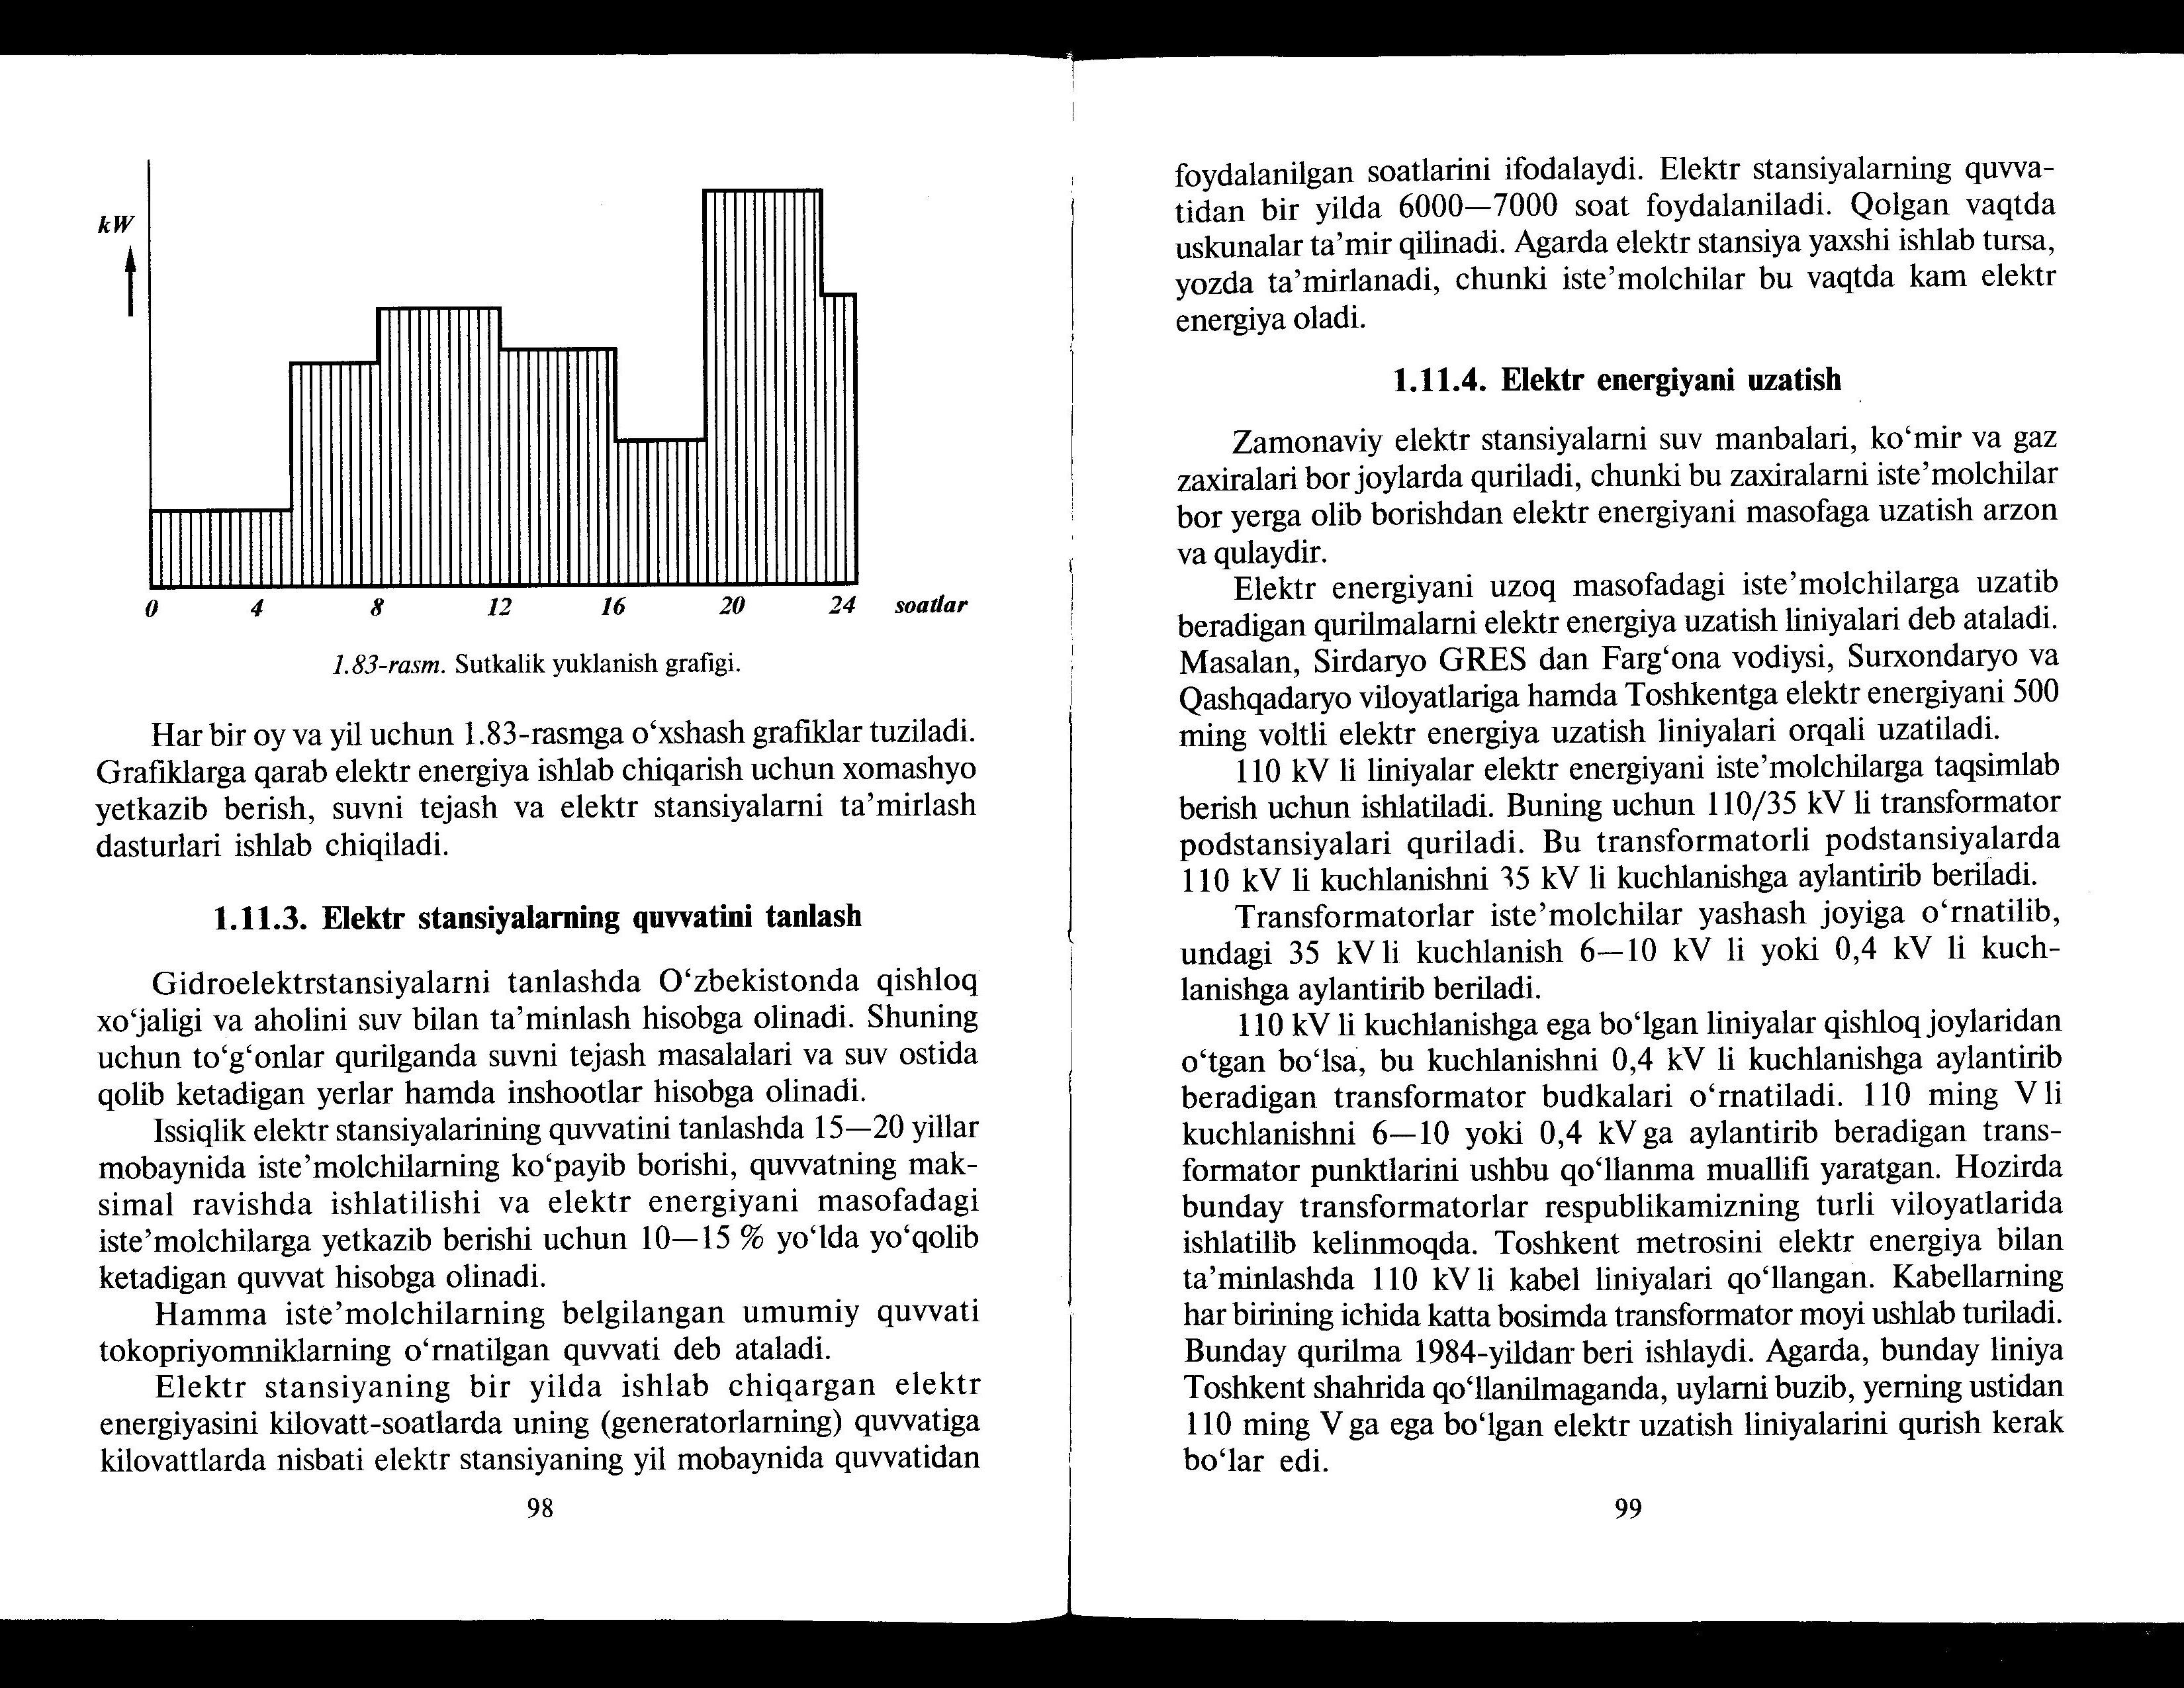 kW
0 4 8 12 16 20 24 soatlar
1.83-rasm. Sutkalik yuklanish grafigi.
Har bir oy va yil uchun 1.83-rasmga o‘xshash grafiklar tuziladi.
Grafiklarga qarab elektr energiya ishlab chiqarish uchun xomashyo
yetkazib berish, suvni tejash va elektr stansiyalarni ta’mirlash
dasturlari ishlab chiqiladi.
1.11.3. Elektr stansiyalarning quvvatini tanlash
Gidroelektrstansiyalarni tanlashda O‘zbekistonda qishloq
xo‘jaligi va aholini suv bilan ta’minlash hisobga olinadi. Shuning
uchun to‘g‘onlar qurilganda suvni tejash masalalari va suv ostida
qolib ketadigan yerlar hamda inshootlar hisobga olinadi.
Issiqlik elektr stansiyalarining quvvatini tanlashda 15—20 yillar
mobaynida iste’molchilarning ko‘payib borishi, quvvatning mak-
simal ravishda ishlatilishi va elektr energiyani masofadagi
iste’molchilarga yetkazib berishi uchun 10—15 % yo‘lda yo‘qolib
ketadigan quvvat hisobga olinadi.
Hamma iste’molchilarning belgilangan umumiy quvvati
tokopriyomniklarning o‘rnatilgan quvvati deb ataladi.
Elektr stansiyaning bir yilda ishlab chiqargan elektr
energiyasini kilovatt-soatlarda uning (generatorlarning) quvvatiga
kilovattlarda nisbati elektr stansiyaning yil mobaynida quvvatidan
98
foydalanilgan soatlarini ifodalaydi. Elektr stansiyalarning quvva-
tidan bir yilda 6000—7000 soat foydalaniladi. Qolgan vaqtda
uskunalar ta’mir qilinadi. Agarda elektr stansiya yaxshi ishlab tursa,
yozda ta’mirlanadi, chunki iste’molchilar bu vaqtda kam elektr
energiya oladi.
1.11.4. Elektr energiyani uzatish
Zamonaviy elektr stansiyalarni suv manbalari, ko‘mir va gaz
zaxiralari bor joylarda quriladi, chunki bu zaxiralarni iste’molchilar
bor yerga olib borishdan elektr energiyani masofaga uzatish arzon
va qulaydir.
Elektr energiyani uzoq masofadagi iste’molchilarga uzatib
beradigan qurilmalarni elektr energiya uzatish liniyalari deb ataladi.
Masalan, Sirdaryo GRES dan Farg‘ona vodiysi, Surxondaryo va
Qashqadaryo viloyatlariga hamda Toshkentga elektr energiyani 500
ming voltli elektr energiya uzatish liniyalari orqali uzatiladi.
110 kV li liniyalar elektr energiyani iste’molchilarga taqsimlab
berish uchun ishlatiladi. Buning uchun 110/35 kV li transformator
podstansiyalari quriladi. Bu transformatorli podstansiyalarda
110 kV li kuchlanishni 35 kV li kuchlanishga aylantirib beriladi.
Transformatorlar iste’molchilar yashash joyiga o‘rnatilib,
undagi 35 kV li kuchlanish 6—10 kV li yoki 0,4 kV li kuch-
lanishga aylantirib beriladi.
110 kV li kuchlanishga ega bo‘lgan liniyalar qishloq joylaridan
o‘tgan bo‘lsa, bu kuchlanishni 0,4 kV li kuchlanishga aylantirib
beradigan transformator budkalari o‘rnatiladi. 110 ming V li
kuchlanishni 6—10 yoki 0,4 kV ga aylantirib beradigan trans-
formator punktlarini ushbu qo‘llanma muallifi yaratgan. Hozirda
bunday transformatorlar respublikamizning turli viloyatlarida
ishlatilib kelinmoqda. Toshkent metrosini elektr energiya bilan
ta’minlashda 110 kV li kabel liniyalari qo‘llangan. Kabellarning
har birining ichida katta bosimda transformator moyi ushlab turiladi.
Bunday qurilma 1984-yildan beri ishlaydi. Agarda, bunday liniya
Toshkent shahrida qo‘llanilmaganda, uylarni buzib, yerning ustidan
110 ming V ga ega bo‘lgan elektr uzatish liniyalarini qurish kerak
bo‘lar edi.
99